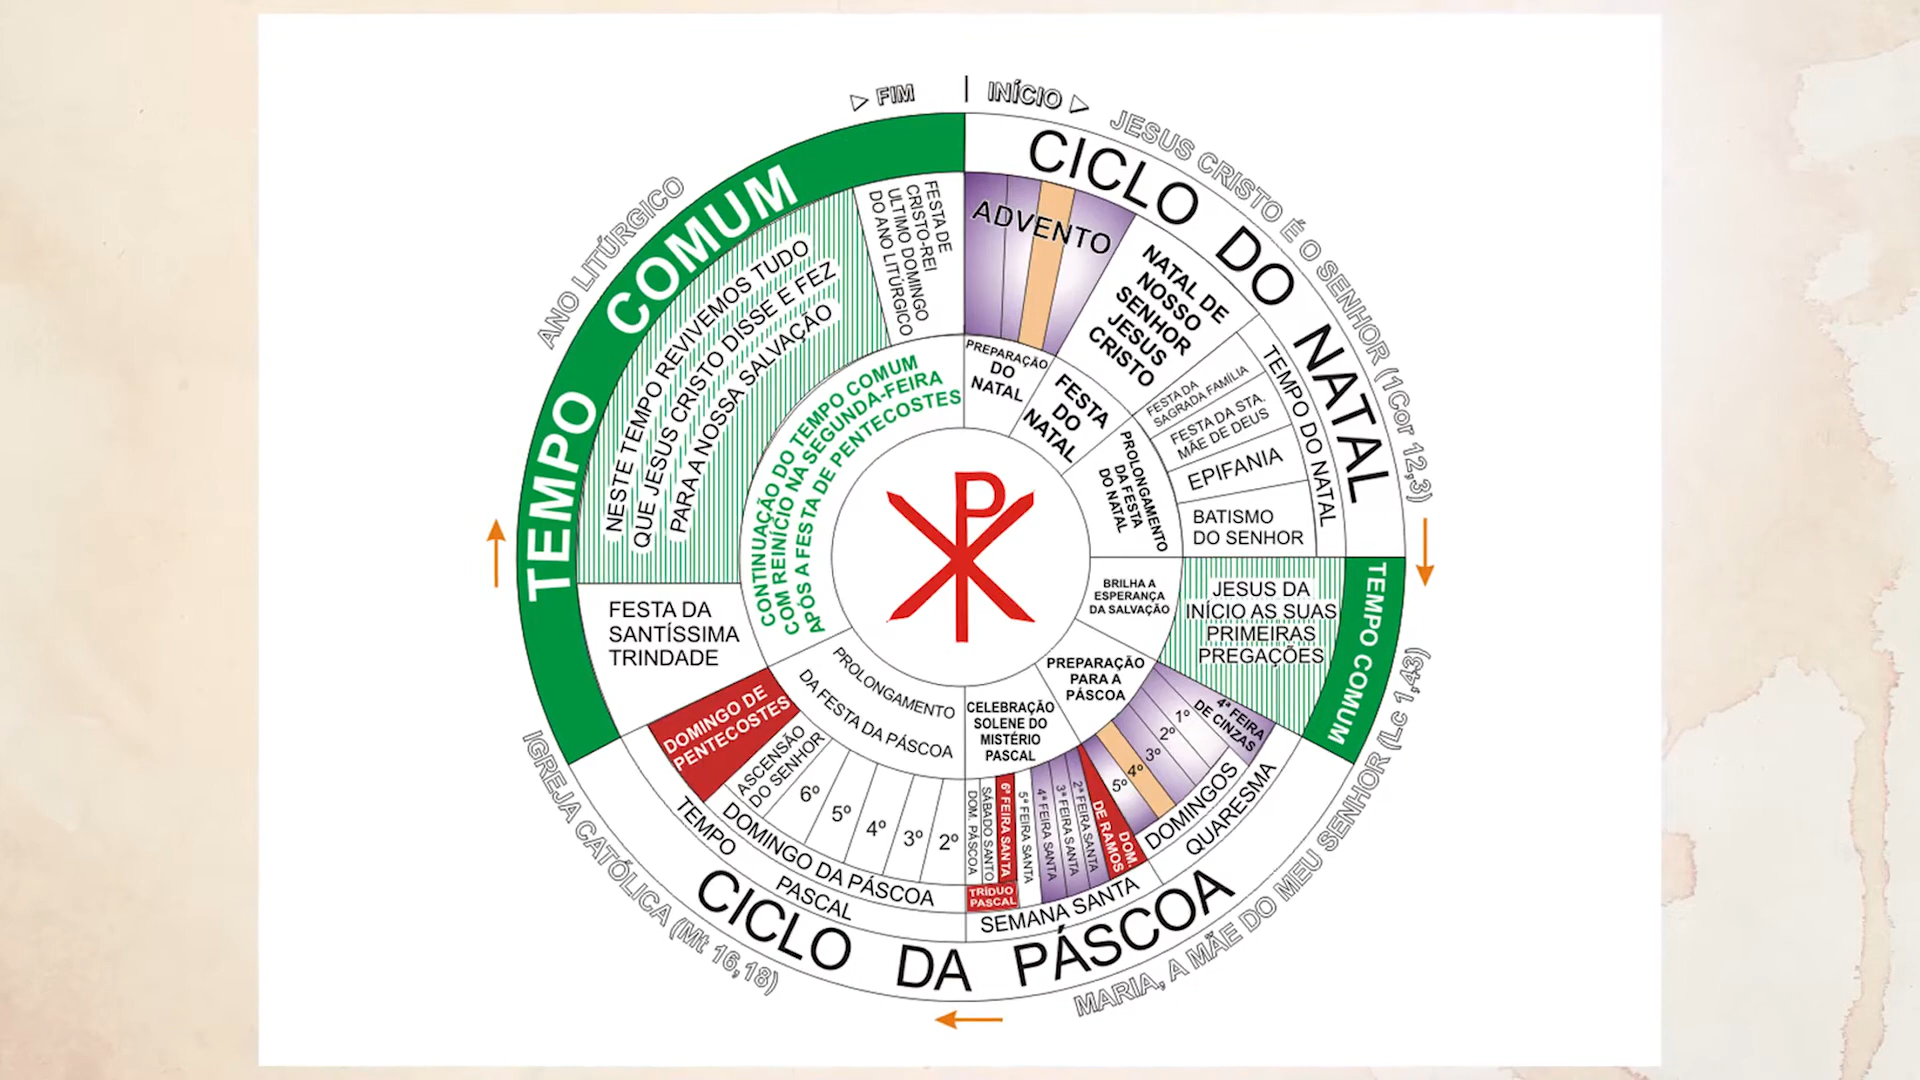 FIM
INÍCIO
JESUS CRISTO É O SENHOR (1Cor 12,3)
MARIA, A MÃE DO MEU SENHOR (Lc 1,43)
IGREJA CATÓLICA (Mt 16,18)
ANO LITÚRGICO
CICLO DO NATAL
ADVENTO
PREPARAÇÃO
DO
NATAL
NATAL DE
NOSSO
SENHOR
JESUS
CRISTO
FESTA
DO
NATAL
TEMPO DO NATAL
FESTA DA
SAGRADA FAMÍLIA
FESTA DA STA.
MÃE DE DEUS
EPIFANIA
BATISMO
DO SENHOR
PROLONGAMENTO
DA FESTA
DO NATAL
TEMPO COMUM
JESUS DA
INÍCIO AS SUAS
PRIMEIRAS
PREGAÇÕES
BRILHA A
ESPERANÇA
DA SALVAÇÃO
CICLO DA PÁSCOA
PREPARAÇÃO
PARA A
PÁSCOA
4ª FEIRA
DE CINZAS
1º
2º
3º
4º
5º
DOMINGOS
QUARESMA
DOM.
DE RAMOS
2ª FEIRA SANTA
3ª FEIRA SANTA
4ª FEIRA SANTA
5ª FEIRA SANTA
6ª FEIRA SANTA
SÁBADO SANTO
DOM. PÁSCOA
TRÍDUO
PASCAL
SEMANA SANTA
CELEBRAÇÃO
SOLENE DO
MISTÉRIO
PASCAL
2º
3º
4º
5º
6º
ASCENSÃO
DO SENHOR
DOMINGO DE
PENTECOSTES
DOMINGO DA PÁSCOA
TEMPO PASCAL
PROLONGAMENTO
DA FESTA DA PÁSCOA
TEMPO COMUM
FESTA DA
SANTÍSSIMA
TRINDADE
NESTE TEMPO REVIVEMOS TUDO
QUE JESUS CRISTO DISSE E FEZ
PARA A NOSSA SALVAÇÃO
CONTINUAÇÃO DO TEMPO COMUM
COM REINÍCIO NA SEGUNDA-FEIRA
APÓS A FESTA DE PENTECOSTES
FESTA DE
CRISTO-REI
ULTIMO DOMINGO
DO ANO LITÚRGICO